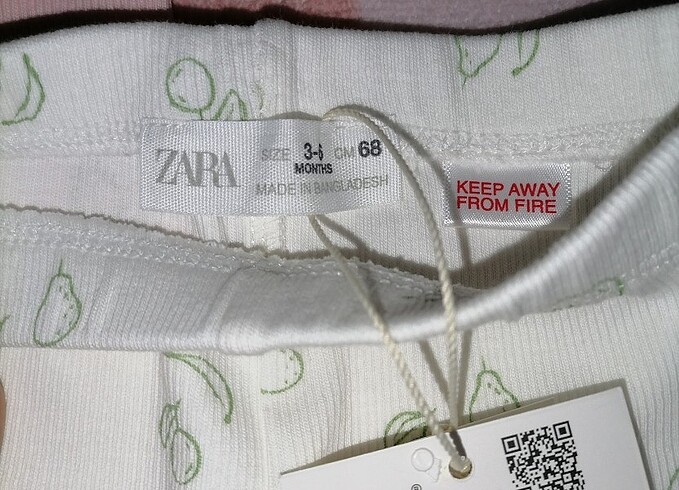 ZARA
SIZE 3-6 CM 68
MONTHS
MADE IN BANGLADESH
KEEP AWAY
FROM FIRE
®